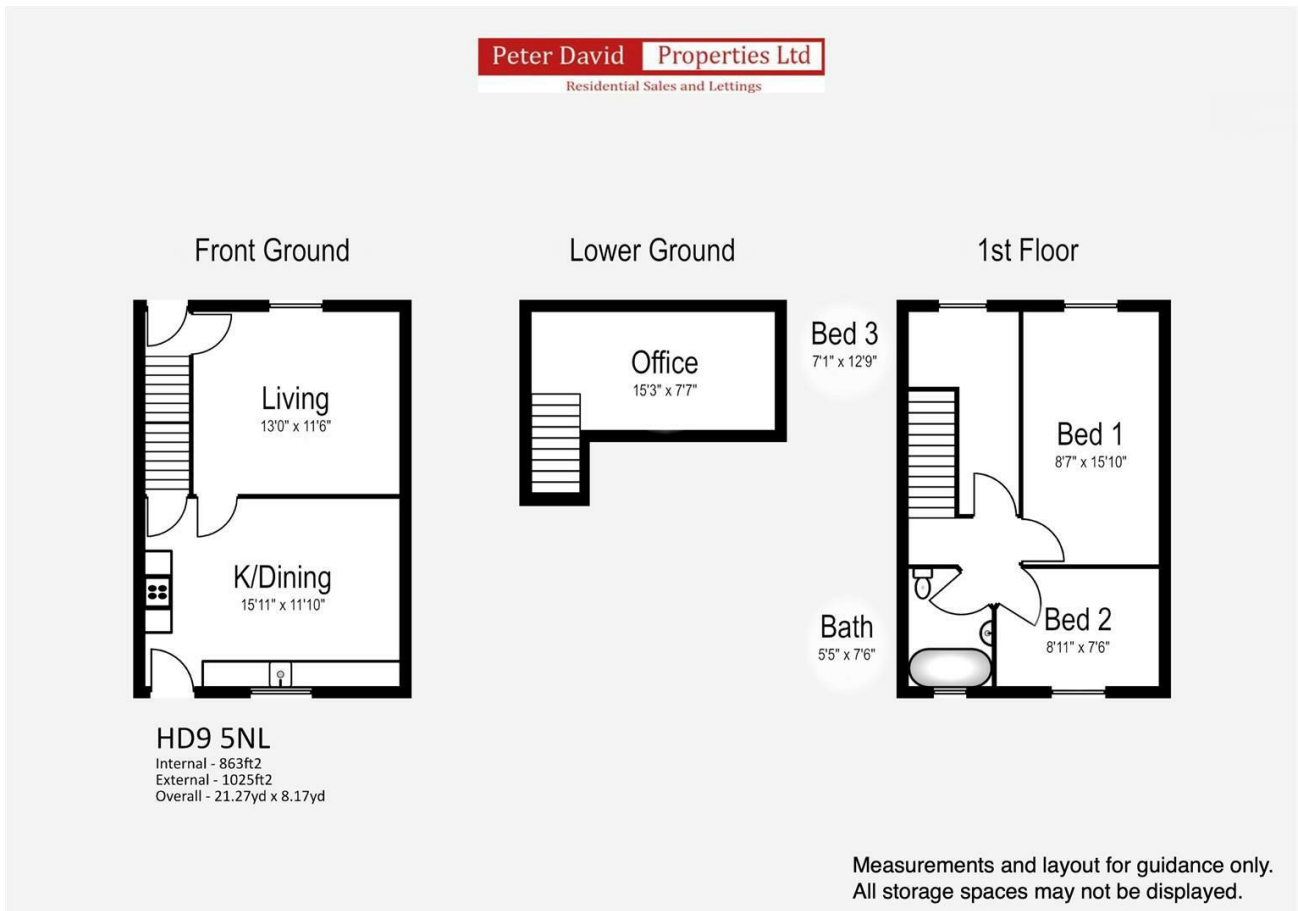 Peter David Properties Ltd
Residential Sales and Lettings
Front Ground
Living
13'0" x 11'6"
K/Dining
15'11" x 11'10"
Lower Ground
Office
15'3" x 7'7"
1st Floor
Bed 3
7'1" x 12'9"
Bed 1
8'7" x 15'10"
Bath
5'5" x 7'6"
Bed 2
8'11" x 7'6"
HD9 5NL
Internal - 863ft2
External - 1025ft2
Overall - 21.27yd x 8.17yd
Measurements and layout for guidance only.
All storage spaces may not be displayed.